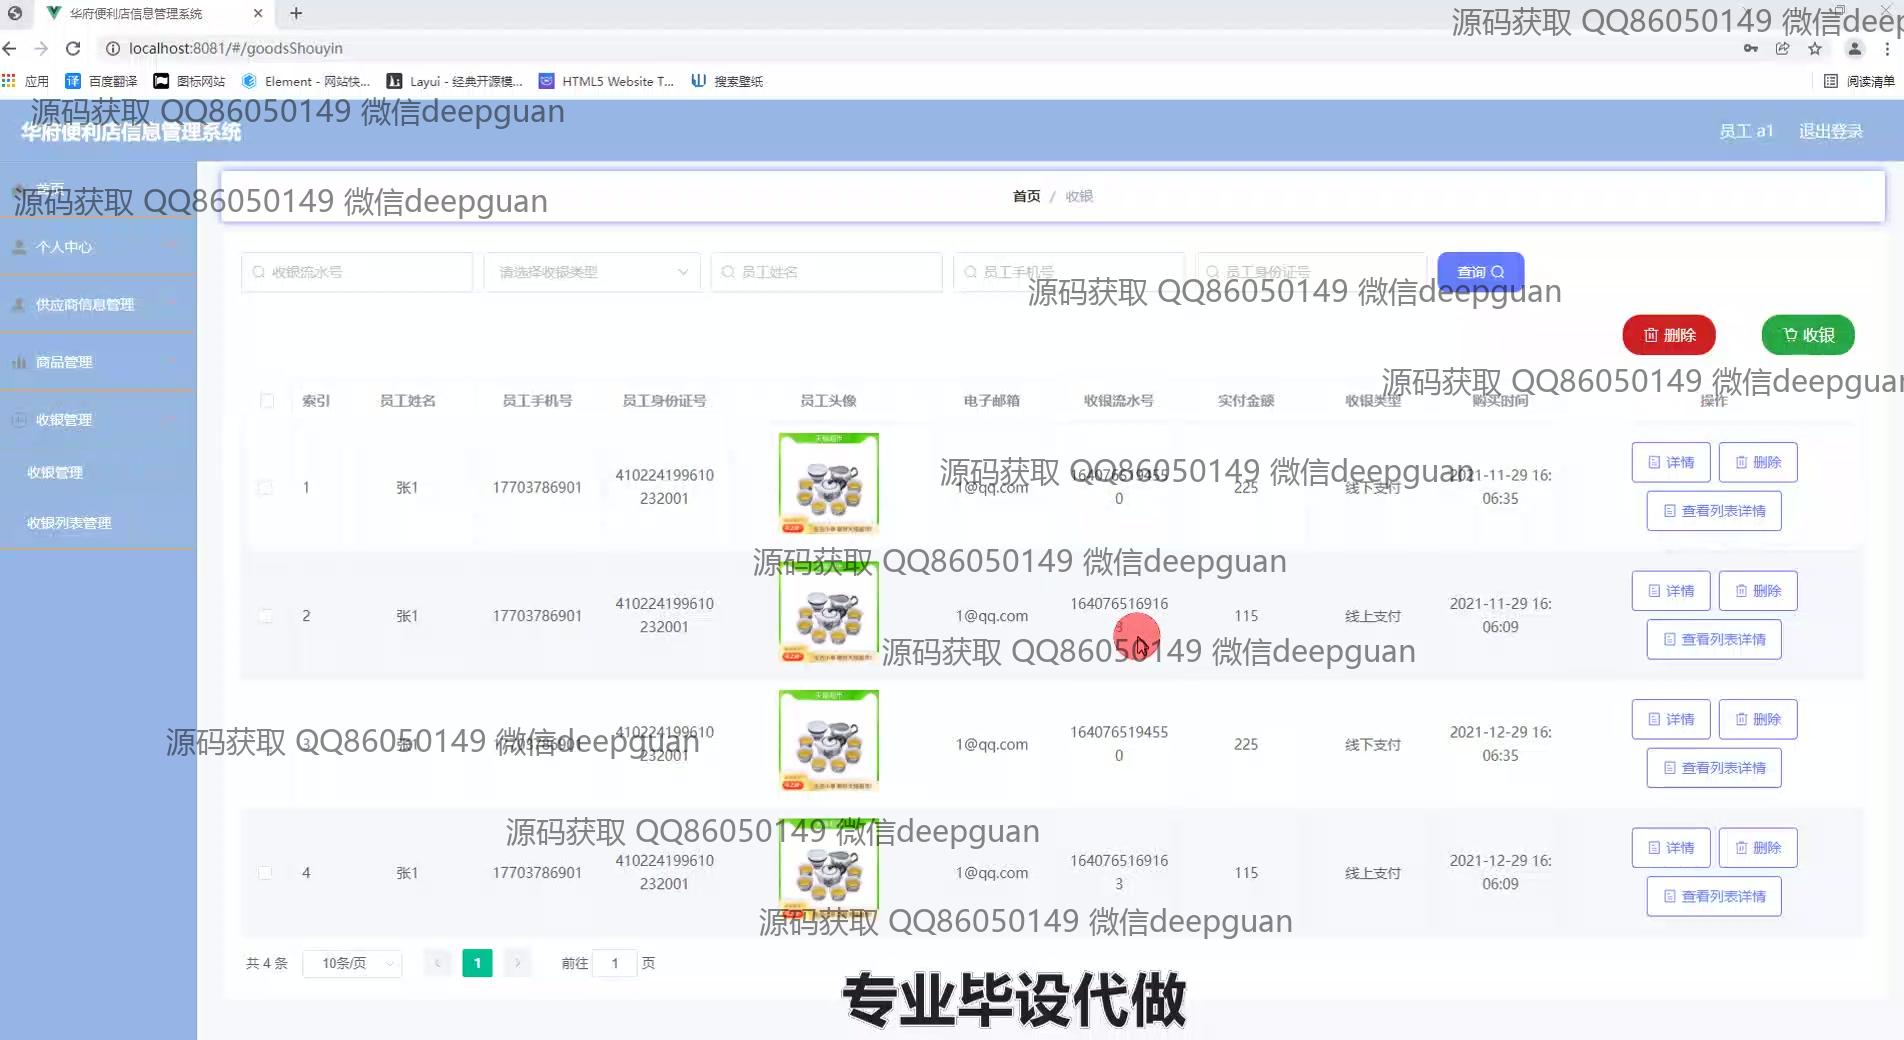 华府便利店信息管理系统
源码获取 QQ86050149 微信deep
localhost:8081/#/goodsShouyin
应用 百度翻译 图标网站 Element - 网站快... Layui - 经典开源模... HTML5 Website T... 搜索壁纸 阅读清单
源码获取 QQ86050149 微信deepguan
华府便利店信息管理系统 员工 a1 退出登录
首页
源码获取 QQ86050149 微信deepguan
首页 / 收银
个人中心
供应商信息管理
商品管理
收银管理
收银管理
收银列表管理
收银流水号 请选择收银类型 员工姓名 员工手机号 员工身份证号 查询
源码获取 QQ86050149 微信deepguan
删除 收银
源码获取 QQ86050149 微信deepguan
索引 员工姓名 员工手机号 员工身份证号 员工头像 电子邮箱 收银流水号 实付金额 收银类型 购买时间 操作
源码获取 QQ86050149 微信deepguan
1 张1 17703786901 410224199610232001 1@qq.com 1640765194550 225 线下支付 2021-11-29 16:06:35 详情 删除
查看列表详情
源码获取 QQ86050149 微信deepguan
2 张1 17703786901 410224199610232001 1@qq.com 1640765169163 115 线上支付 2021-11-29 16:06:09 详情 删除
查看列表详情
源码获取 QQ86050149 微信deepguan
源码获取 QQ86050149 微信deepguan
3 张1 17703786901 410224199610232001 1@qq.com 1640765194550 225 线下支付 2021-12-29 16:06:35 详情 删除
查看列表详情
源码获取 QQ86050149 微信deepguan
4 张1 17703786901 410224199610232001 1@qq.com 1640765169163 115 线上支付 2021-12-29 16:06:09 详情 删除
查看列表详情
源码获取 QQ86050149 微信deepguan
共 4 条 10条/页 1 前往 1 页
专业毕设代做